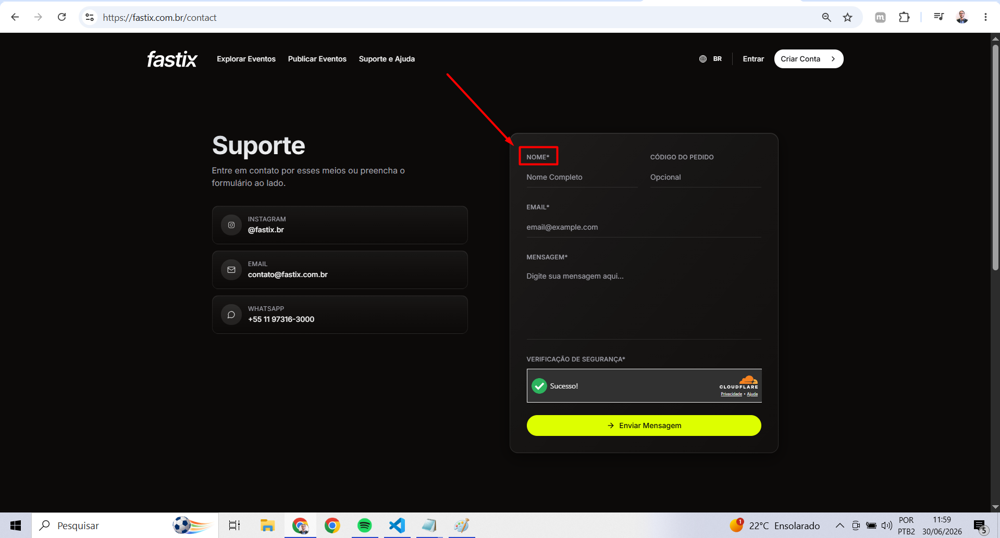 https://fastix.com.br/contact
m
fastix
Explorar Eventos
Publicar Eventos
Suporte e Ajuda
BR
Entrar
Criar Conta
Suporte
Entre em contato por esses meios ou preencha o
formulário ao lado.
INSTAGRAM
@fastix.br
EMAIL
contato@fastix.com.br
WHATSAPP
+55 11 97316-3000
NOME*
CÓDIGO DO PEDIDO
Nome Completo
Opcional
EMAIL*
email@example.com
MENSAGEM*
Digite sua mensagem aqui...
VERIFICAÇÃO DE SEGURANÇA*
Sucesso!
CLOUDFLARE
Privacidade • Ajuda
Enviar Mensagem
Pesquisar
1
22°C Ensolarado
POR
PTB2
11:59
30/06/2026
5